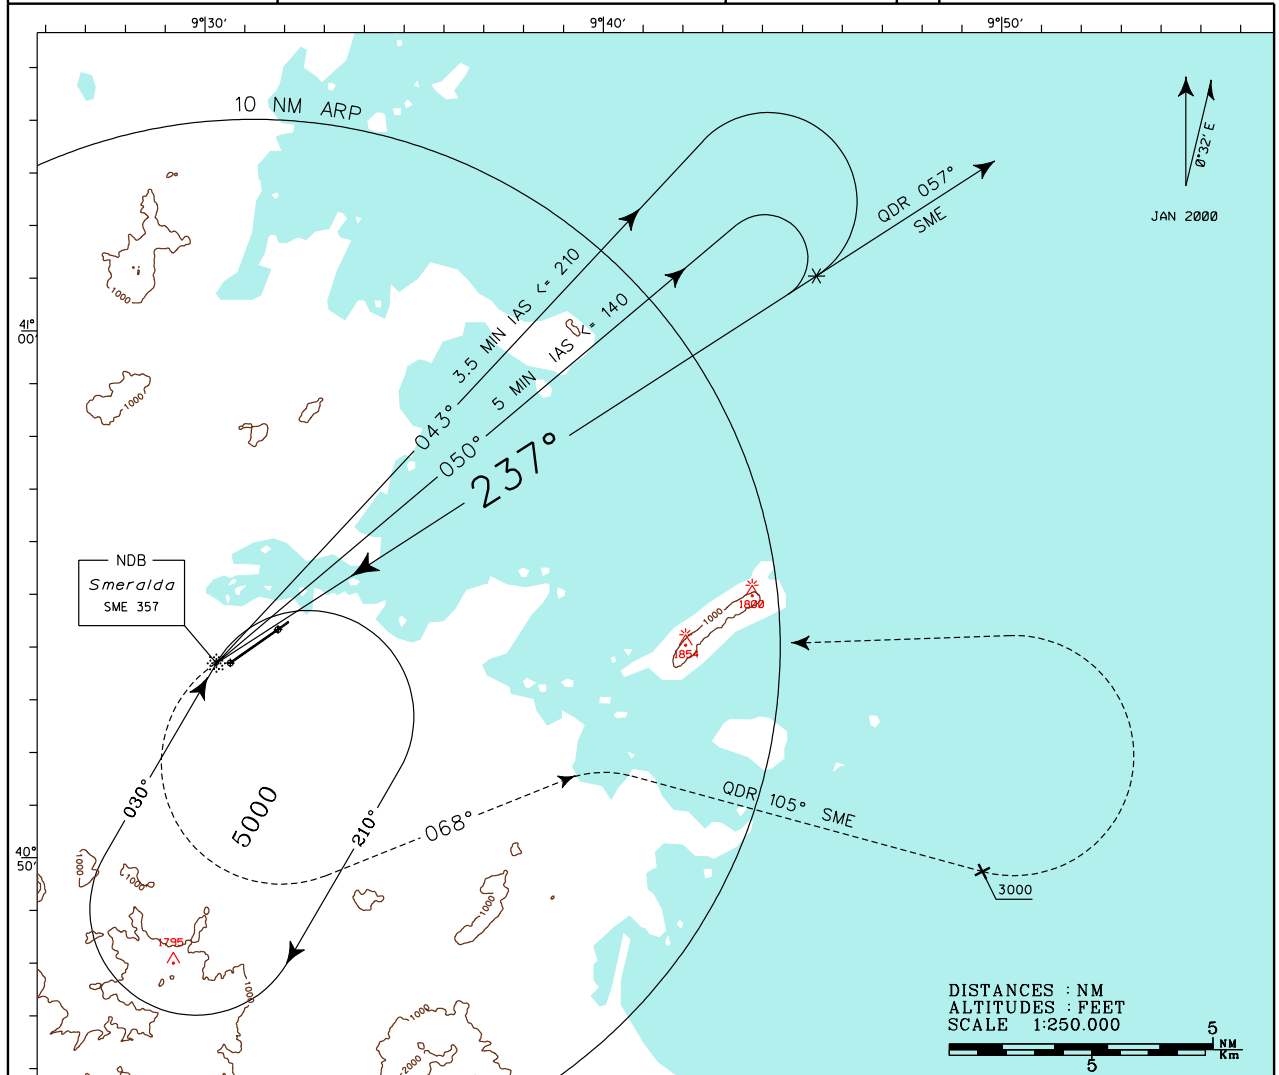 9°30'
9°40'
9°50'
10 NM ARP
QDR 057°
SME
0°32' E
JAN 2000
1000
41°
00'
3.5 MIN IAS <= 210
5 MIN IAS <= 140
1000
043°
050°
237°
NDB
Smeralda
SME 357
1800
1000
1854
030°
5000
210°
068°
QDR 105° SME
3000
40°
50'
1000
1000
1000
1795
1000
1000
2000
DISTANCES : NM
ALTITUDES : FEET
SCALE 1:250.000
5
NM
Km
5